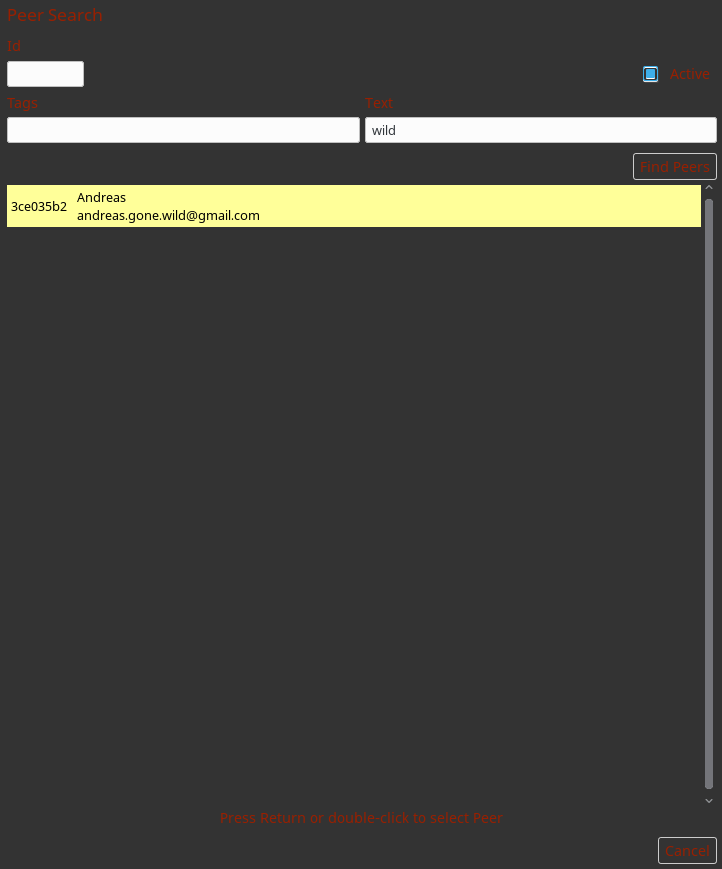 Peer Search
Id
Active
Tags
Text
wild
Find Peers
3ce035b2
Andreas
andreas.gone.wild@gmail.com
Press Return or double-click to select Peer
Cancel